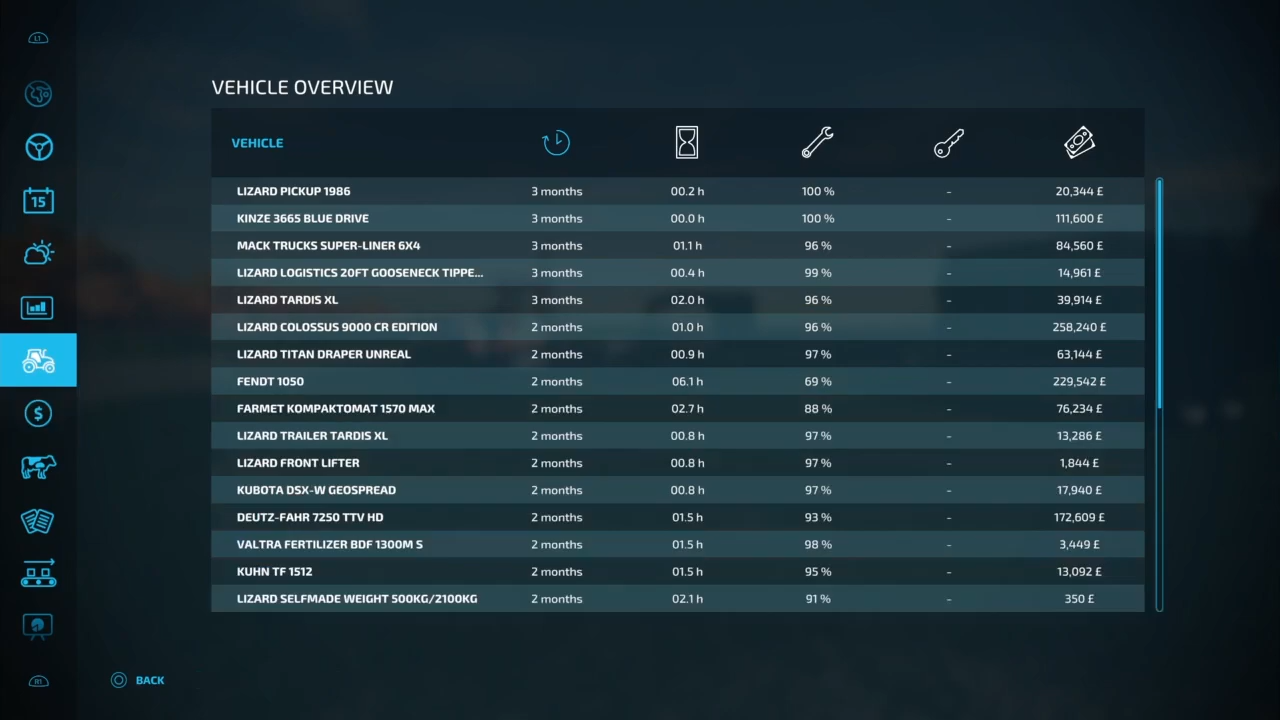 L1
VEHICLE OVERVIEW
VEHICLE
LIZARD PICKUP 1986 3 months 00.2 h 100 % - 20,344 £
KINZE 3665 BLUE DRIVE 3 months 00.0 h 100 % - 111,600 £
15
MACK TRUCKS SUPER-LINER 6X4 3 months 01.1 h 96 % - 84,560 £
LIZARD LOGISTICS 20FT GOOSENECK TIPPE... 3 months 00.4 h 99 % - 14,961 £
LIZARD TARDIS XL 3 months 02.0 h 96 % - 39,914 £
LIZARD COLOSSUS 9000 CR EDITION 2 months 01.0 h 96 % - 258,240 £
LIZARD TITAN DRAPER UNREAL 2 months 00.9 h 97 % - 63,144 £
FENDT 1050 2 months 06.1 h 69 % - 229,542 £
FARMET KOMPAKTOMAT 1570 MAX 2 months 02.7 h 88 % - 76,234 £
$
LIZARD TRAILER TARDIS XL 2 months 00.8 h 97 % - 13,286 £
LIZARD FRONT LIFTER 2 months 00.8 h 97 % - 1,844 £
KUBOTA DSX-W GEOSPREAD 2 months 00.8 h 97 % - 17,940 £
DEUTZ-FAHR 7250 TTV HD 2 months 01.5 h 93 % - 172,609 £
VALTRA FERTILIZER BDF 1300M S 2 months 01.5 h 98 % - 3,449 £
KUHN TF 1512 2 months 01.5 h 95 % - 13,092 £
LIZARD SELFMADE WEIGHT 500KG/2100KG 2 months 02.1 h 91 % - 350 £
R1
BACK